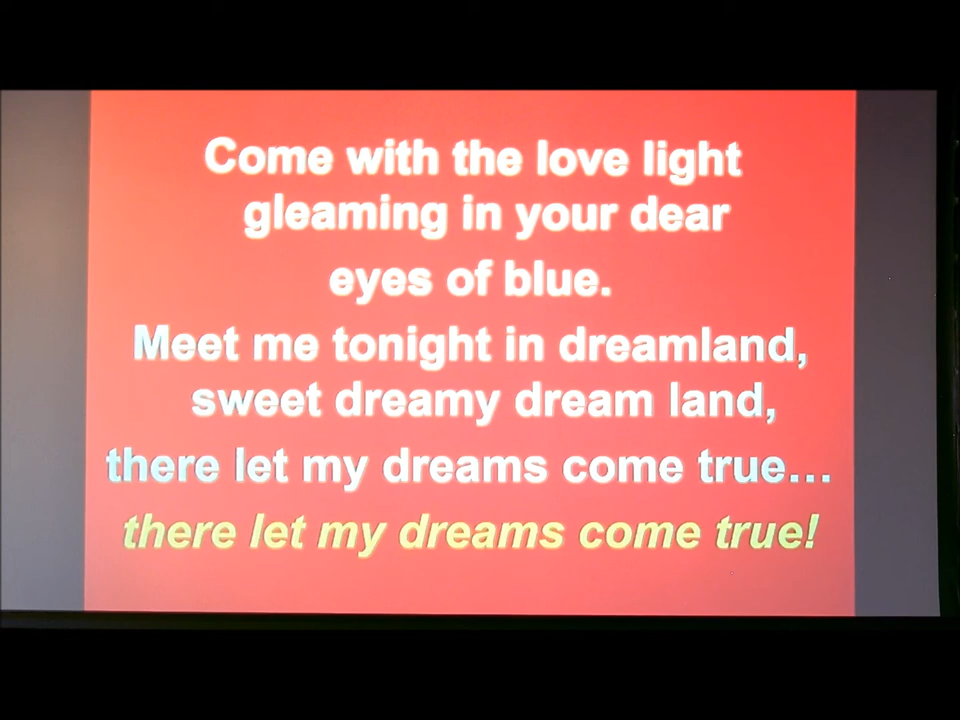 Come with the love light
gleaming in your dear
eyes of blue.
Meet me tonight in dreamland,
sweet dreamy dream land,
there let my dreams come true...
there let my dreams come true!